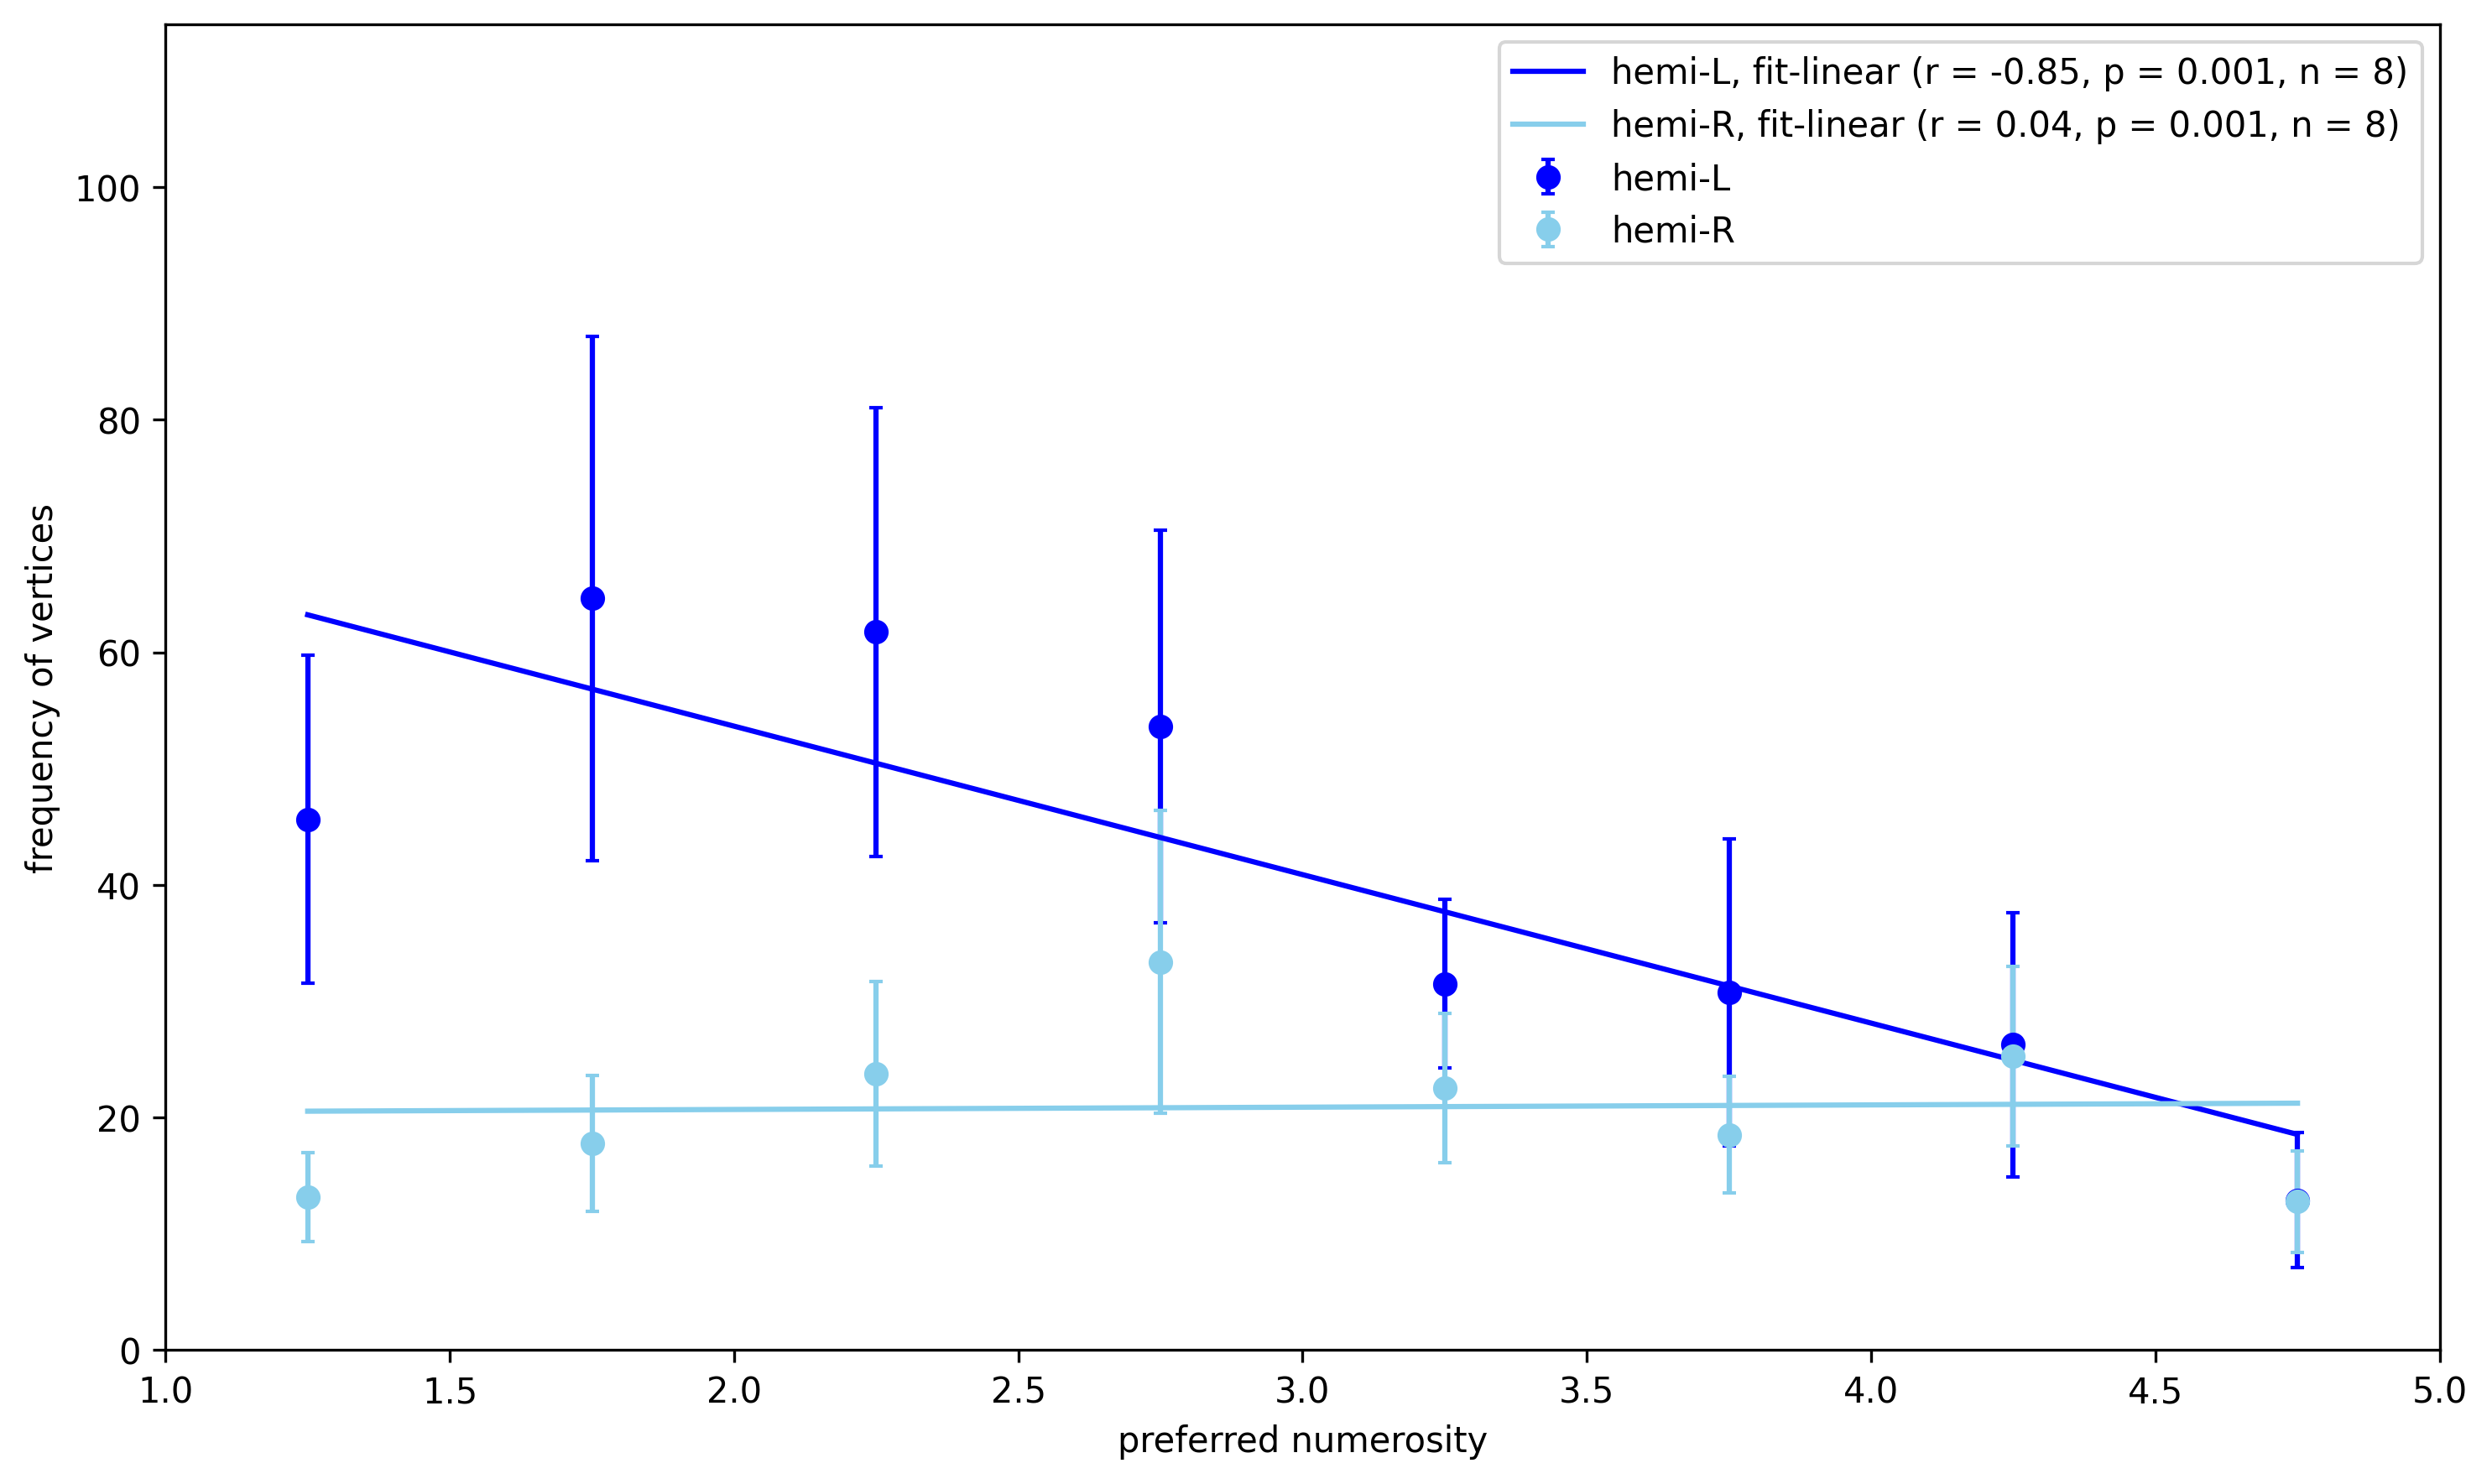 hemi-L, fit-linear (r = -0.85, p = 0.001, n = 8)
hemi-R, fit-linear (r = 0.04, p = 0.001, n = 8)
hemi-L
hemi-R
100
80
60
40
20
0
frequency of vertices
1.0 1.5 2.0 2.5 3.0 3.5 4.0 4.5 5.0
preferred numerosity